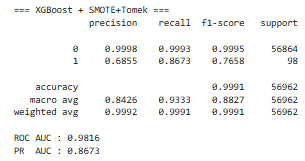 === XGBoost + SMOTE+Tomek ===
precision recall f1-score support
0 0.9998 0.9993 0.9995 56864
1 0.6855 0.8673 0.7658 98
accuracy 0.9991 56962
macro avg 0.8426 0.9333 0.8827 56962
weighted avg 0.9992 0.9991 0.9991 56962
ROC AUC : 0.9816
PR AUC : 0.8673